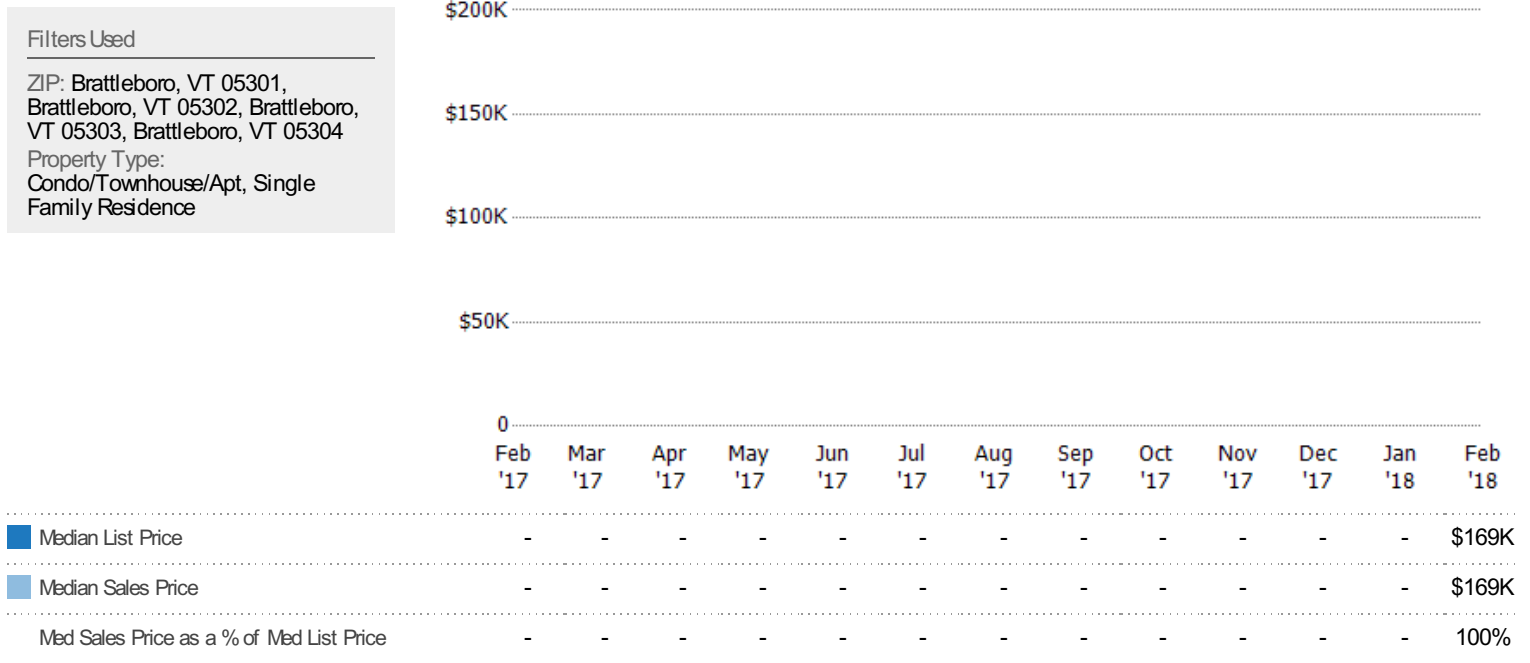 Filters Used
ZIP: Brattleboro, VT 05301,
Brattleboro, VT 05302, Brattleboro,
VT 05303, Brattleboro, VT 05304
Property Type:
Condo/Townhouse/Apt, Single
Family Residence
$200K
$150K
$100K
$50K
0
Feb Mar Apr May Jun Jul Aug Sep Oct Nov Dec Jan Feb
'17 '17 '17 '17 '17 '17 '17 '17 '17 '17 '17 '18 '18
Median List Price - - - - - - - - - - - - $169K
Median Sales Price - - - - - - - - - - - - $169K
Med Sales Price as a % of Med List Price - - - - - - - - - - - - 100%